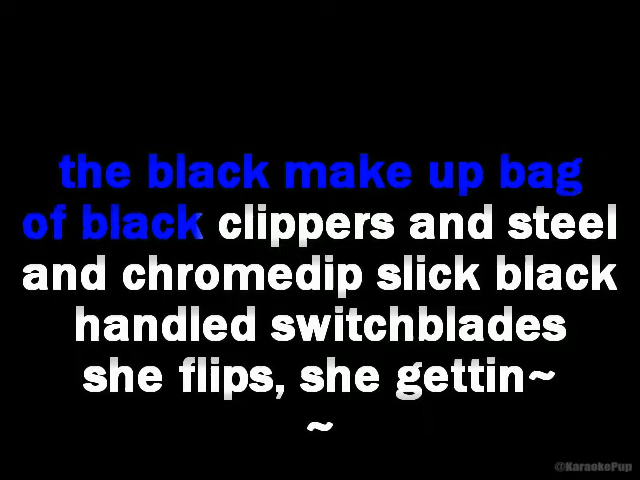 the black make up bag
of black clippers and steel
and chromedip slick black
handled switchblades
she flips, she gettin~
~
@KaraokePup